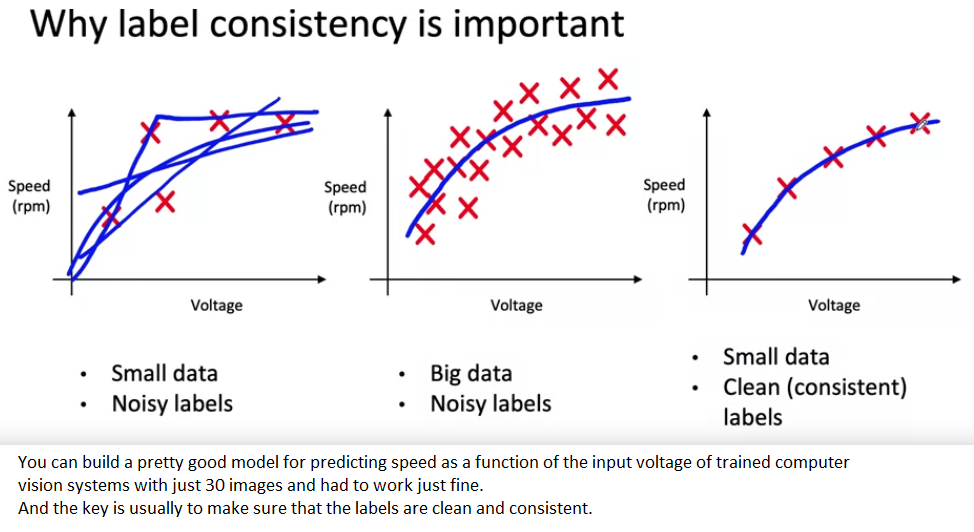 Why label consistency is important
Speed
(rpm)
Voltage
Speed
(rpm)
Voltage
Speed
(rpm)
Voltage
• Small data
• Noisy labels
• Big data
• Noisy labels
• Small data
• Clean (consistent)
labels
You can build a pretty good model for predicting speed as a function of the input voltage of trained computer
vision systems with just 30 images and had to work just fine.
And the key is usually to make sure that the labels are clean and consistent.